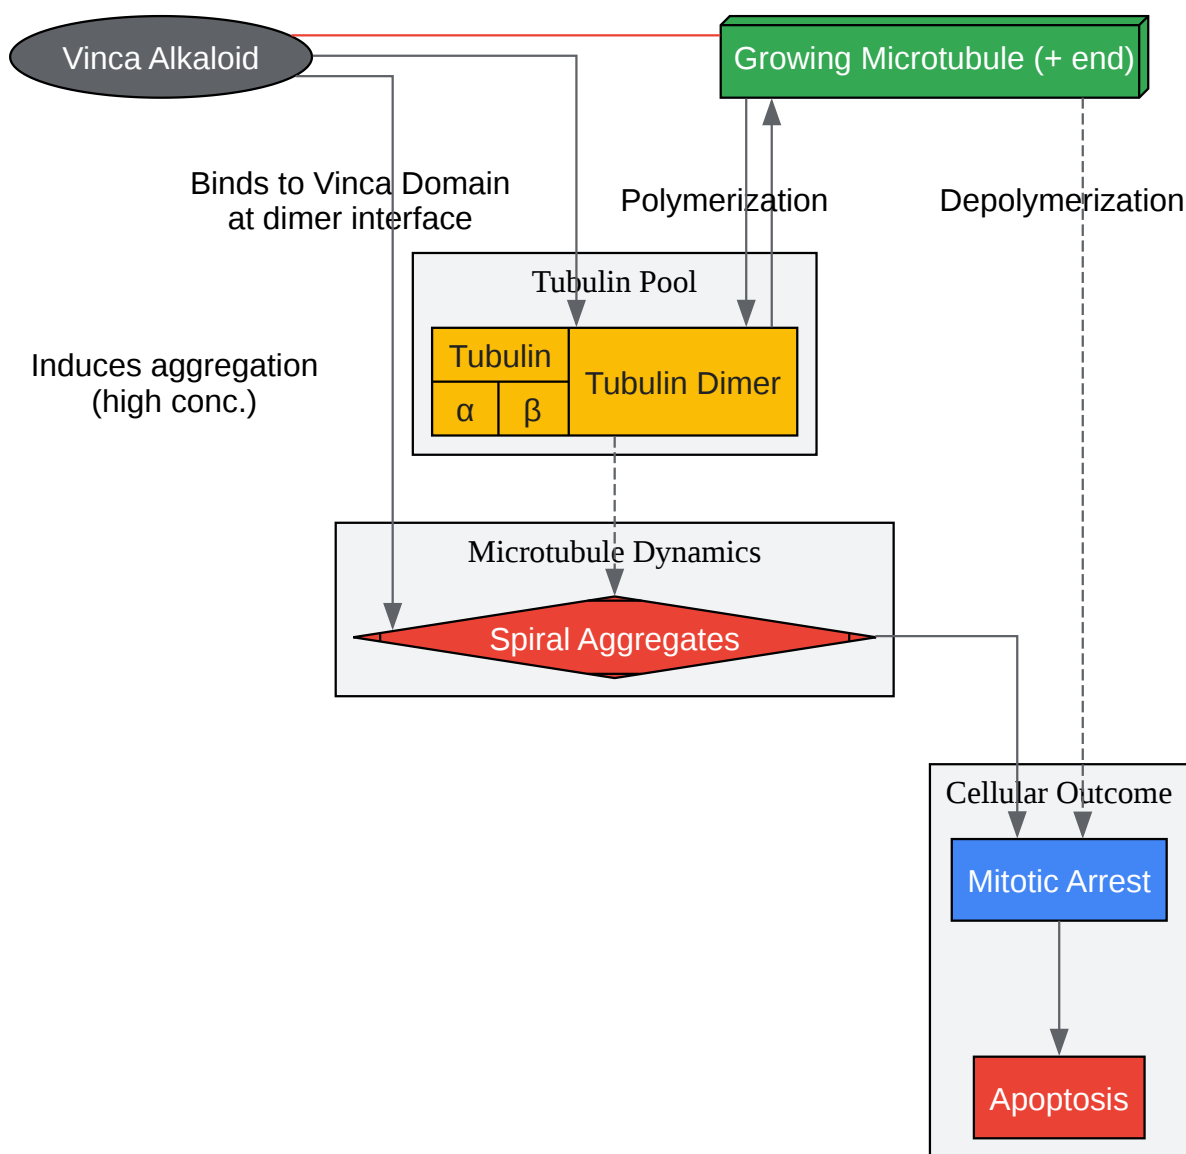 Vinca Alkaloid
Growing Microtubule (+ end)
Binds to Vinca Domain
at dimer interface
Polymerization
Depolymerization
Tubulin Pool
Tubulin
α
β
Tubulin Dimer
Induces aggregation
(high conc.)
Microtubule Dynamics
Spiral Aggregates
Cellular Outcome
Mitotic Arrest
Apoptosis